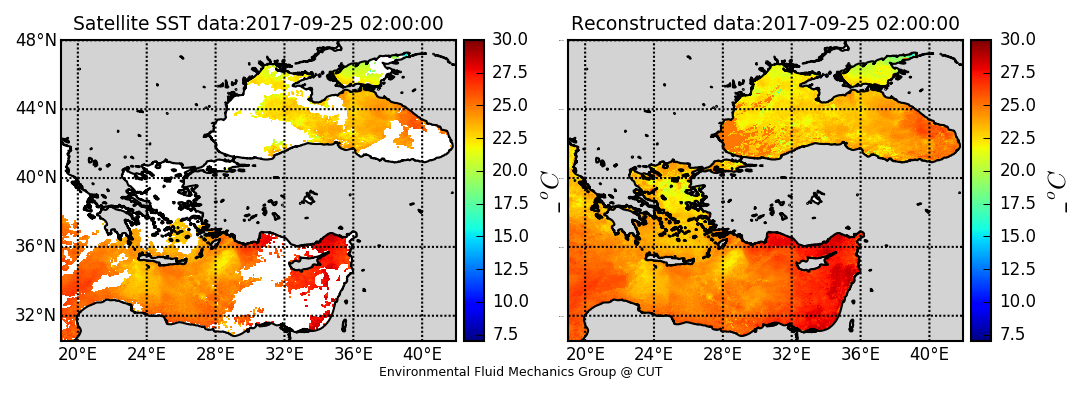 Satellite SST data:2017-09-25 02:00:00
48°N
44°N
40°N
36°N
32°N
20°E 24°E 28°E 32°E 36°E 40°E
30.0
27.5
25.0
22.5
20.0
17.5
15.0
12.5
10.0
7.5
_°C
Reconstructed data:2017-09-25 02:00:00
20°E 24°E 28°E 32°E 36°E 40°E
30.0
27.5
25.0
22.5
20.0
17.5
15.0
12.5
10.0
7.5
_°C
Environmental Fluid Mechanics Group @ CUT